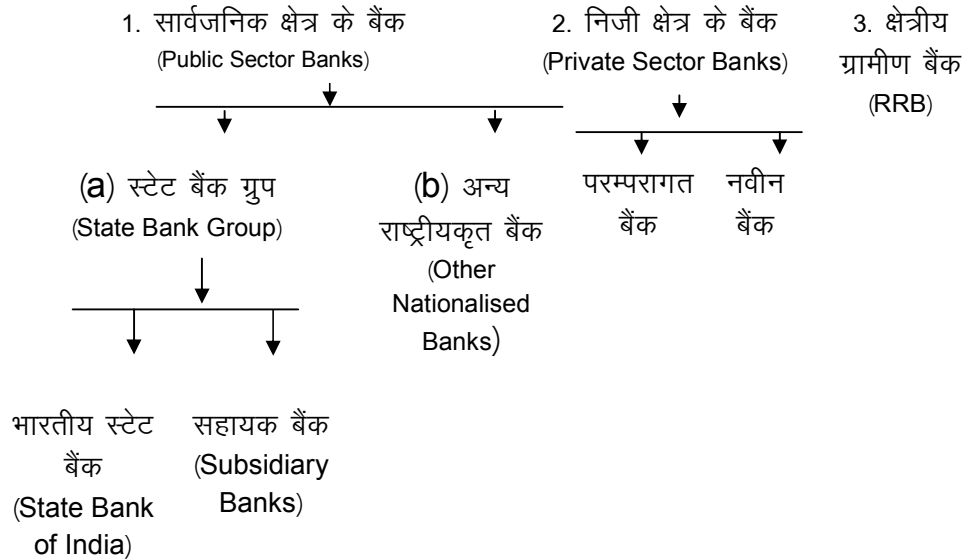 1. सार्वजनिक क्षेत्र के बैंक
(Public Sector Banks)
2. निजी क्षेत्र के बैंक
(Private Sector Banks)
3. क्षेत्रीय
ग्रामीण बैंक
(RRB)
(a) स्टेट बैंक ग्रुप
(State Bank Group)
(b) अन्य
राष्ट्रीयकृत बैंक
(Other
Nationalised
Banks)
परम्परागत
बैंक
नवीन
बैंक
भारतीय स्टेट
बैंक
(State Bank
of India)
सहायक बैंक
(Subsidiary
Banks)